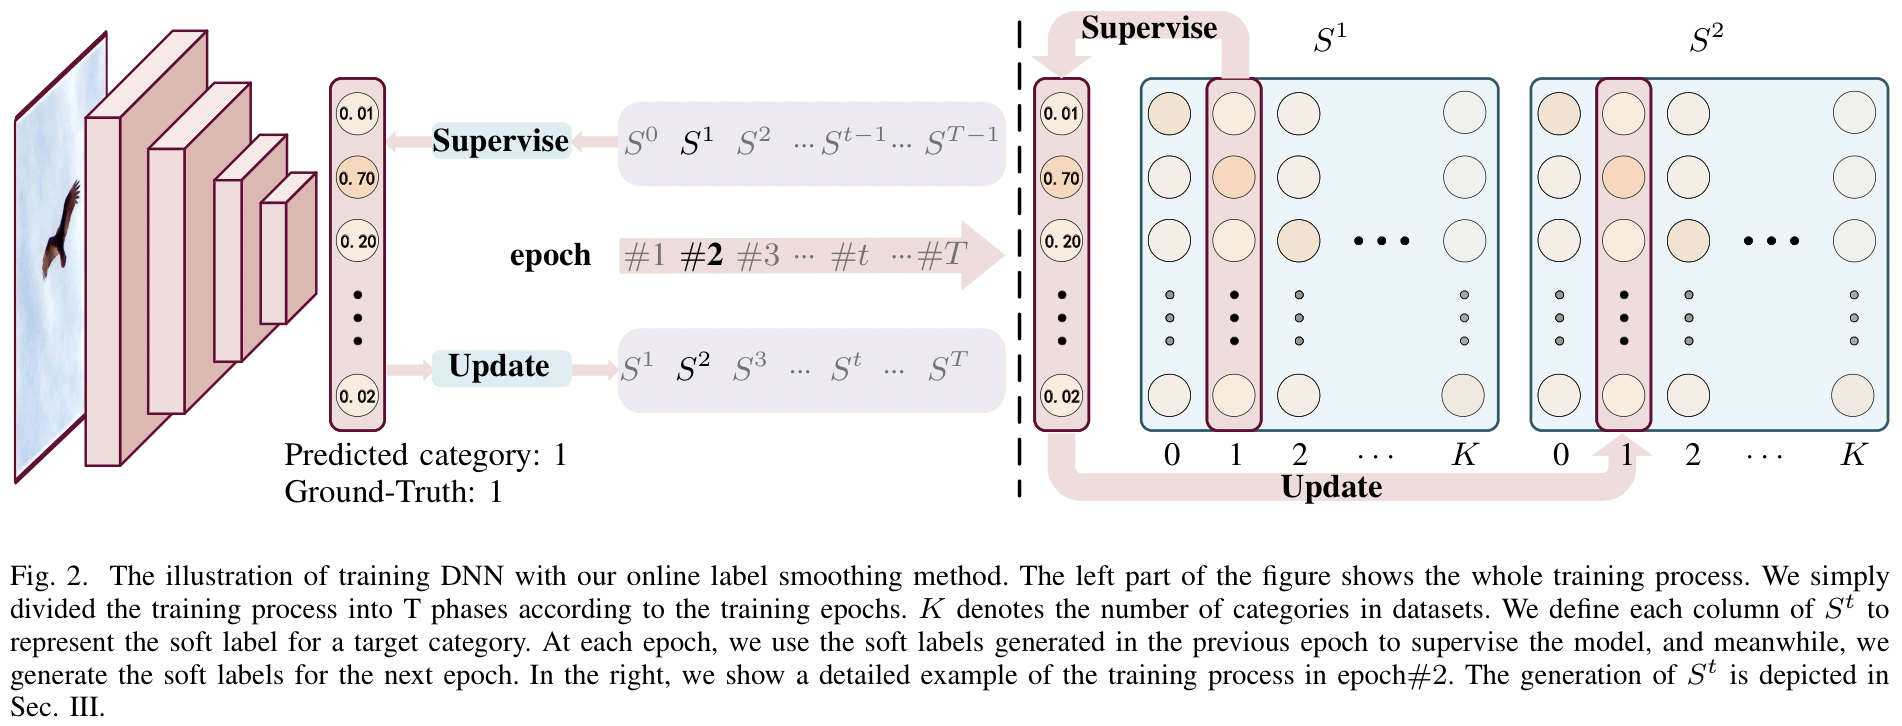 Supervise
S^1
S^2
0.01
0.70
0.20
0.02
Supervise
S^0 S^1 S^2 ... S^{t-1} ... S^{T-1}
epoch #1 #2 #3 ... #t ... #T
Update
S^1 S^2 S^3 ... S^t ... S^T
Predicted category: 1
Ground-Truth: 1
0.01
0.70
0.20
0.02
0 1 2 ... K
0 1 2 ... K
Update
Fig. 2. The illustration of training DNN with our online label smoothing method. The left part of the figure shows the whole training process. We simply
divided the training process into T phases according to the training epochs. K denotes the number of categories in datasets. We define each column of S^t to
represent the soft label for a target category. At each epoch, we use the soft labels generated in the previous epoch to supervise the model, and meanwhile, we
generate the soft labels for the next epoch. In the right, we show a detailed example of the training process in epoch#2. The generation of S^t is depicted in
Sec. III.